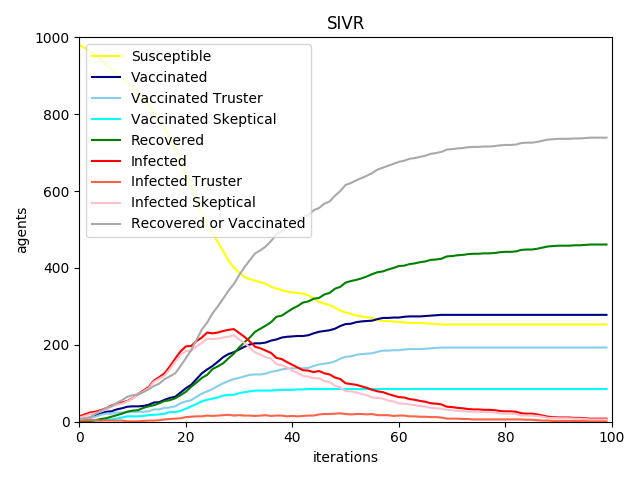 SIVR
1000
800
600
400
200
0
agents
Susceptible
Vaccinated
Vaccinated Truster
Vaccinated Skeptical
Recovered
Infected
Infected Truster
Infected Skeptical
Recovered or Vaccinated
0 20 40 60 80 100
iterations